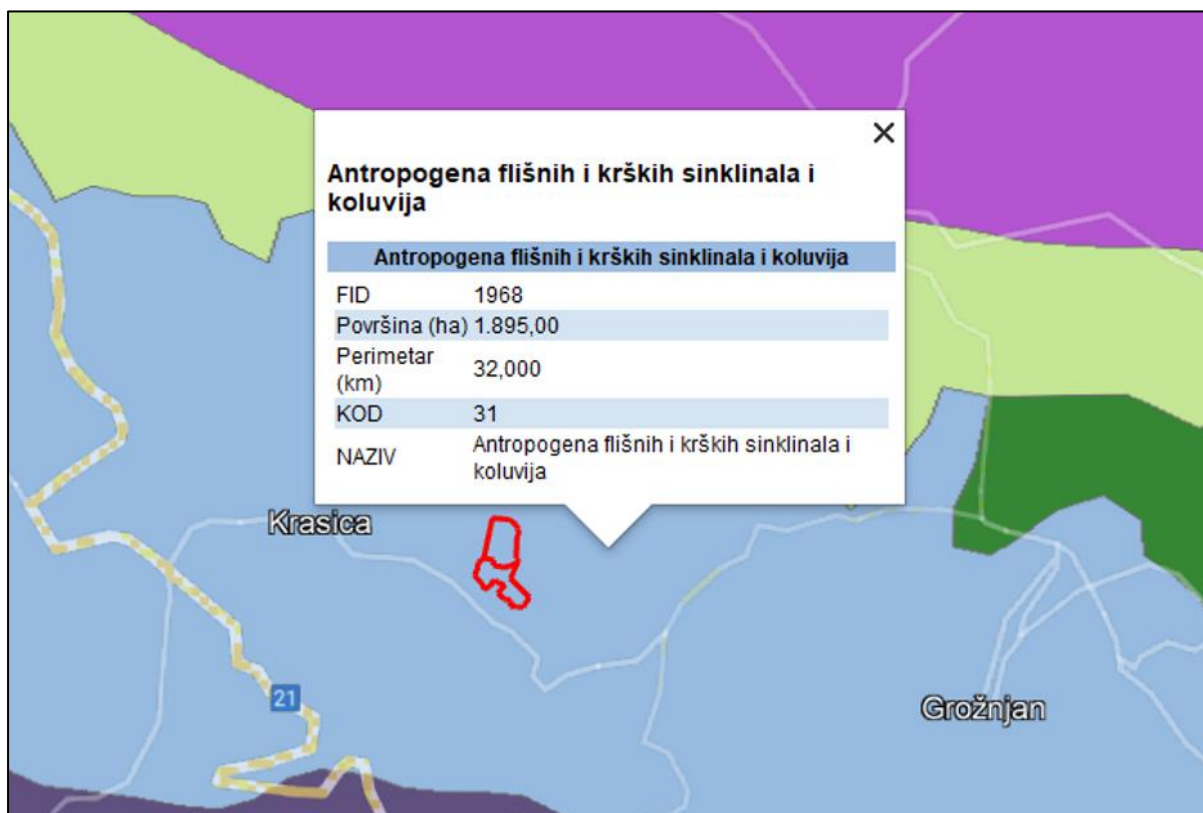 Antropogena flišnih i krških sinklinala i
koluvija
Antropogena flišnih i krških sinklinala i koluvija
FID 1968
Površina (ha) 1.895,00
Perimetar
(km) 32,000
KOD 31
NAZIV Antropogena flišnih i krških sinklinala i
koluvija
Krasica
21
Grožnjan